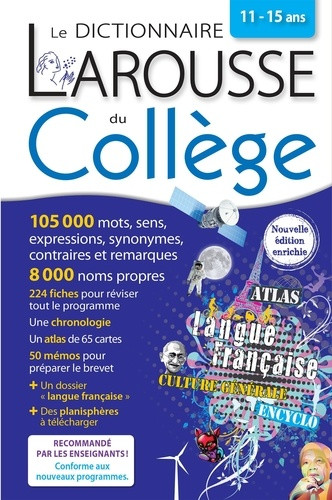 11 - 15 ans
Le DICTIONNAIRE
LAROUSSE
du
Collège
105 000 mots, sens,
expressions, synonymes,
contraires et remarques
8 000 noms propres
224 fiches pour réviser
tout le programme
Une chronologie
Un atlas de 65 cartes
50 mémos pour
préparer le brevet
+ Un dossier
« langue française »
+ Des planisphères
à télécharger
Nouvelle
édition
enrichie
ATLAS
Langue
Française
CULTURE GÉNÉRALE
ENCYCLO
RECOMMANDÉ
PAR LES ENSEIGNANTS !
Conforme aux
nouveaux programmes.